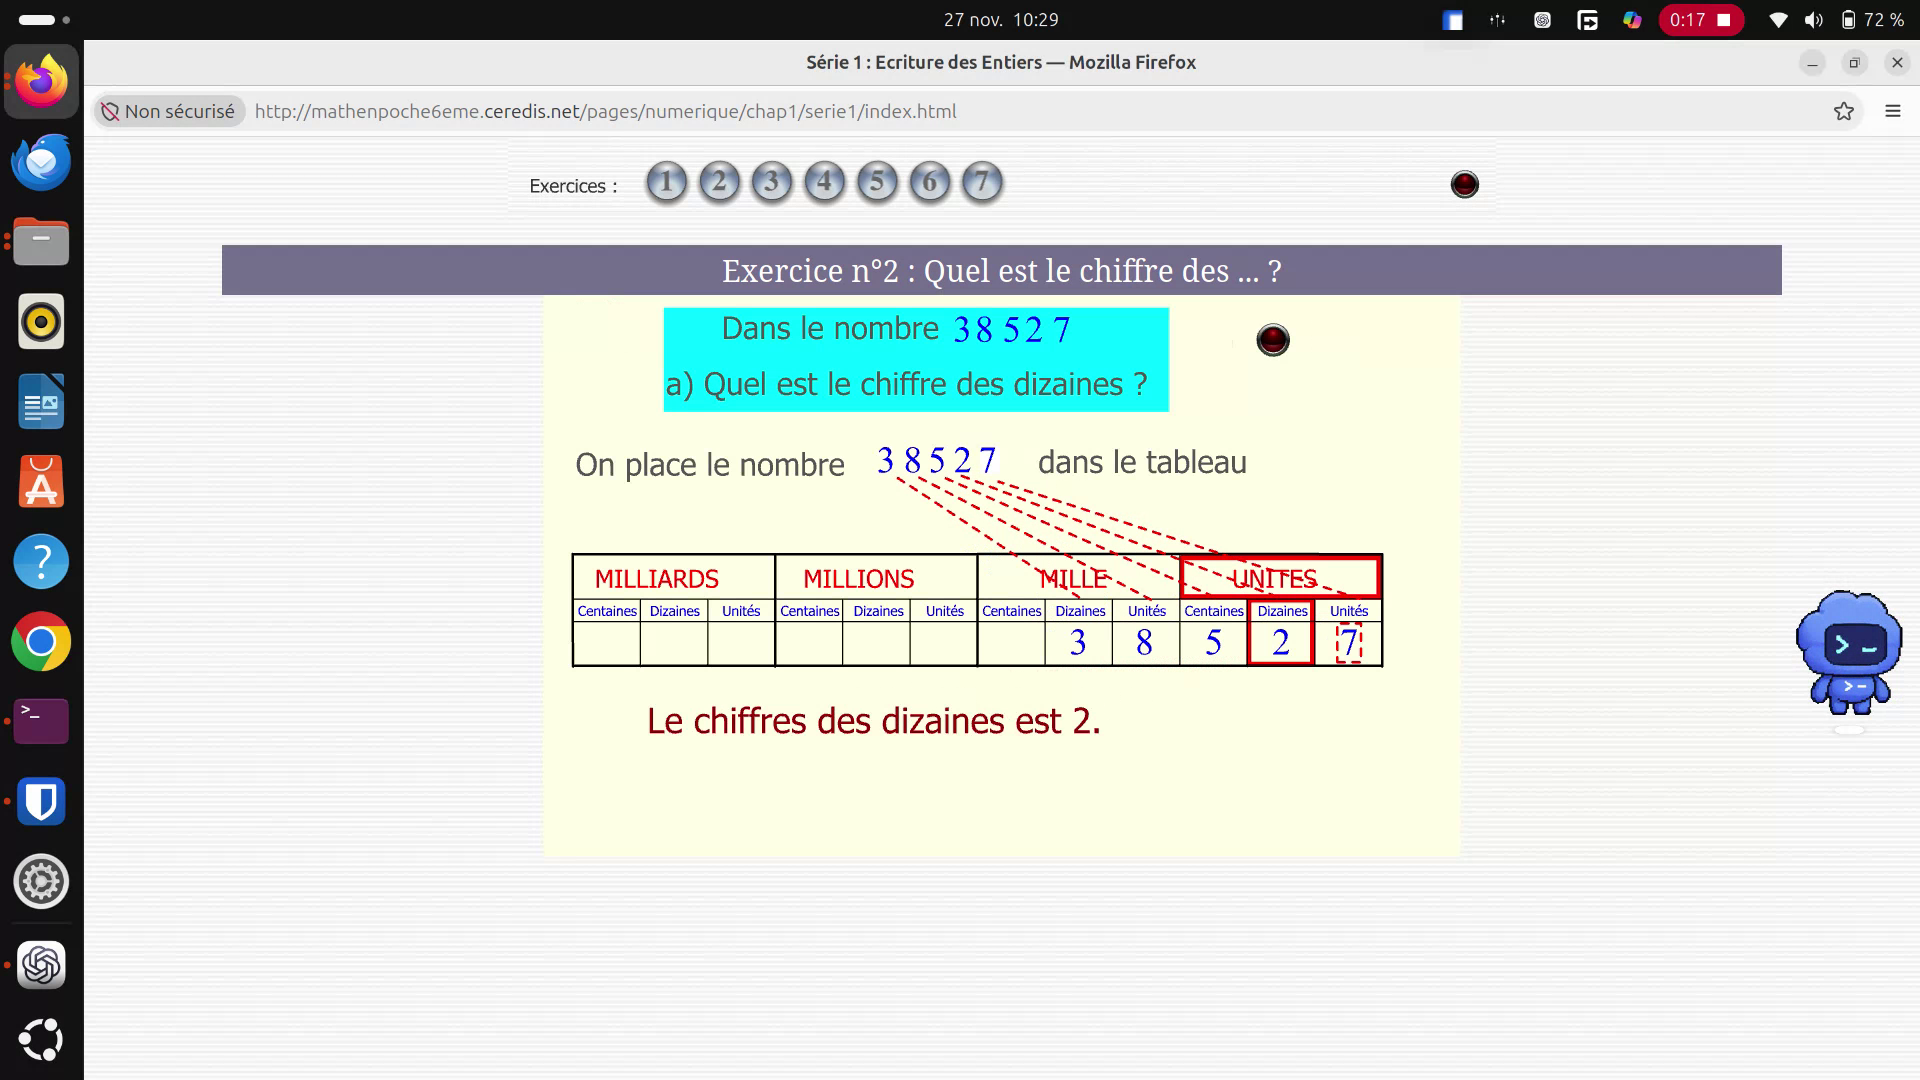 27 nov. 10:29
0:17
72 %
Série 1 : Ecriture des Entiers — Mozilla Firefox
Non sécurisé http://mathenpoche6eme.ceredis.net/pages/numerique/chap1/serie1/index.html
Exercices : 1 2 3 4 5 6 7
Exercice n°2 : Quel est le chiffre des ... ?
Dans le nombre 38 527
a) Quel est le chiffre des dizaines ?
On place le nombre 38527 dans le tableau
MILLIARDS MILLIONS MILLE UNITES
Centaines Dizaines Unités Centaines Dizaines Unités Centaines Dizaines Unités Centaines Dizaines Unités
3 8 5 2 7
Le chiffres des dizaines est 2.